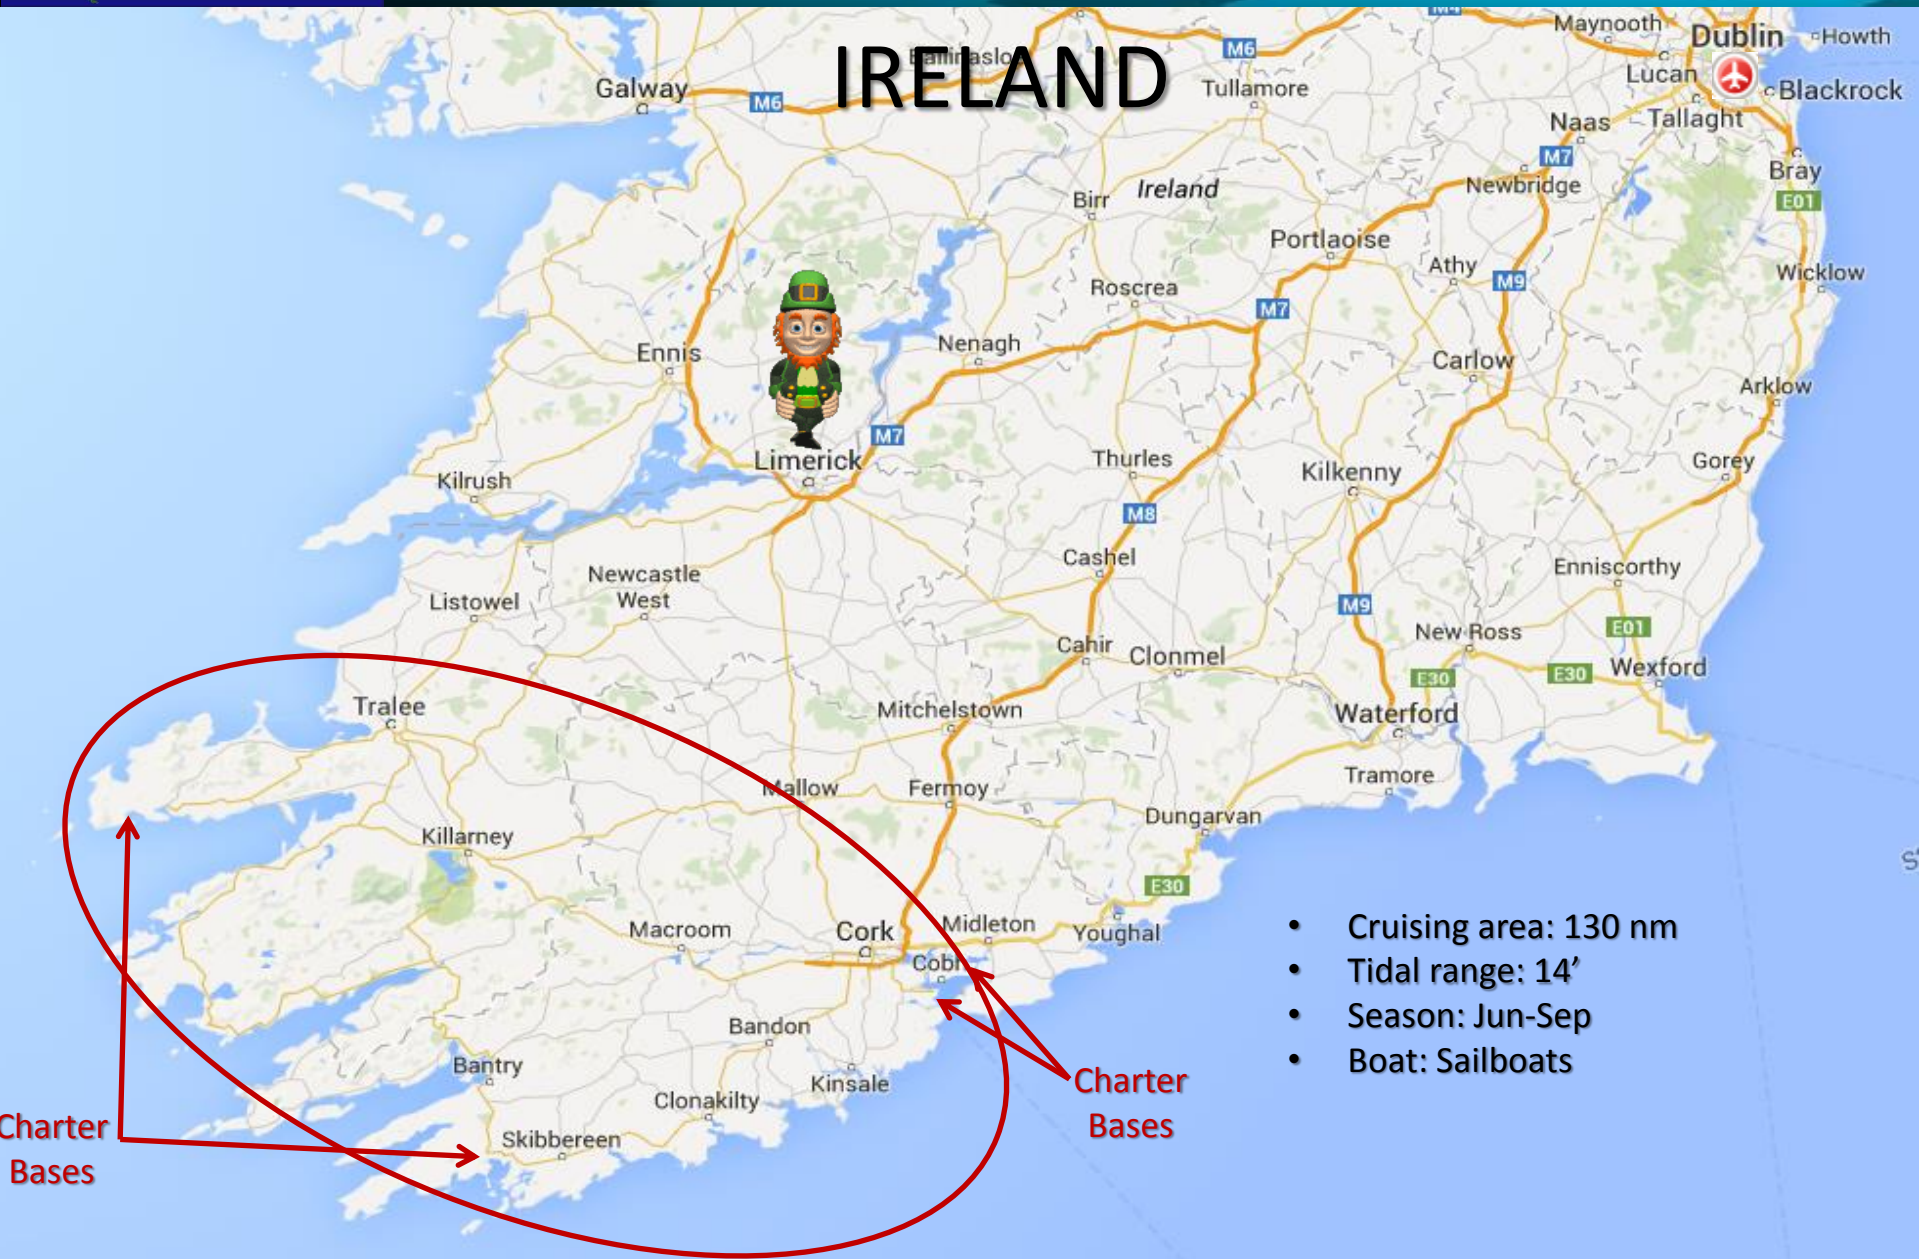 IRELAND
Maynooth
Dublin
Howth
M6
Galway
M6
Tullamore
Lucan
Blackrock
Naas
Tallaght
M7
Bray
Birr
Ireland
Newbridge
E01
Portlaoise
Athy
M9
Wicklow
Roscrea
M7
Nenagh
Ennis
Carlow
Arklow
M7
Limerick
Thurles
Kilkenny
Gorey
Kilrush
M8
Cashel
Enniscorthy
Newcastle
West
Listowel
M9
New Ross
E01
Cahir
Clonmel
E30
E30
Wexford
Tralee
Mitchelstown
Waterford
Tramore
Mallow
Fermoy
Dungarvan
Killarney
E30
Macroom
Cork
Midleton
Youghal
Cobh
Bandon
Bantry
Kinsale
Clonakilty
Skibbereen
Charter
Bases
Charter
Bases
• Cruising area: 130 nm
• Tidal range: 14’
• Season: Jun-Sep
• Boat: Sailboats